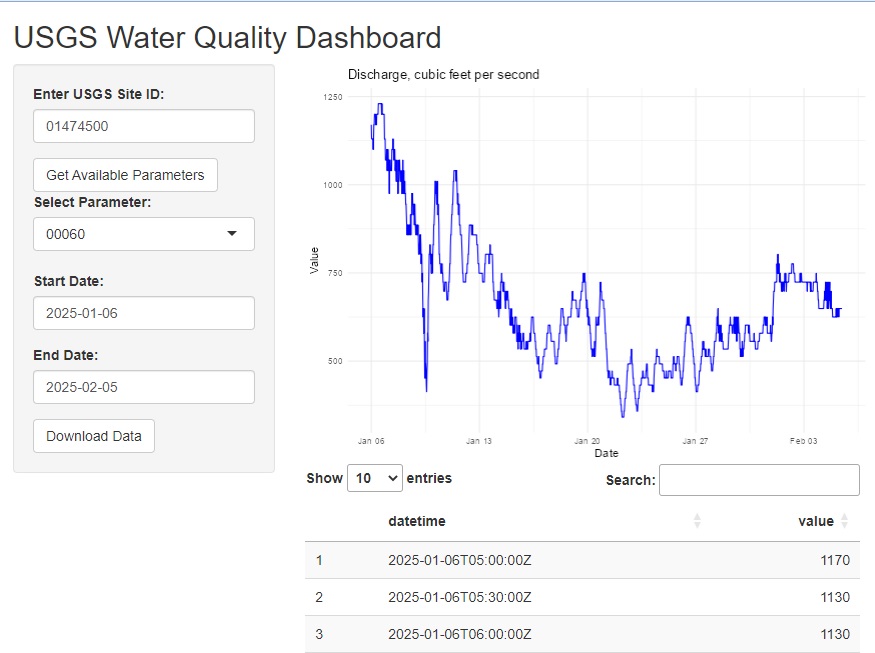 USGS Water Quality Dashboard
Enter USGS Site ID:
01474500
Get Available Parameters
Select Parameter:
00060
Start Date:
2025-01-06
End Date:
2025-02-05
Download Data
Discharge, cubic feet per second
1250
1000
750
500
Value
Jan 06 Jan 13 Jan 20 Jan 27 Feb 03
Date
Show 10 entries Search:
datetime value
1 2025-01-06T05:00:00Z 1170
2 2025-01-06T05:30:00Z 1130
3 2025-01-06T06:00:00Z 1130